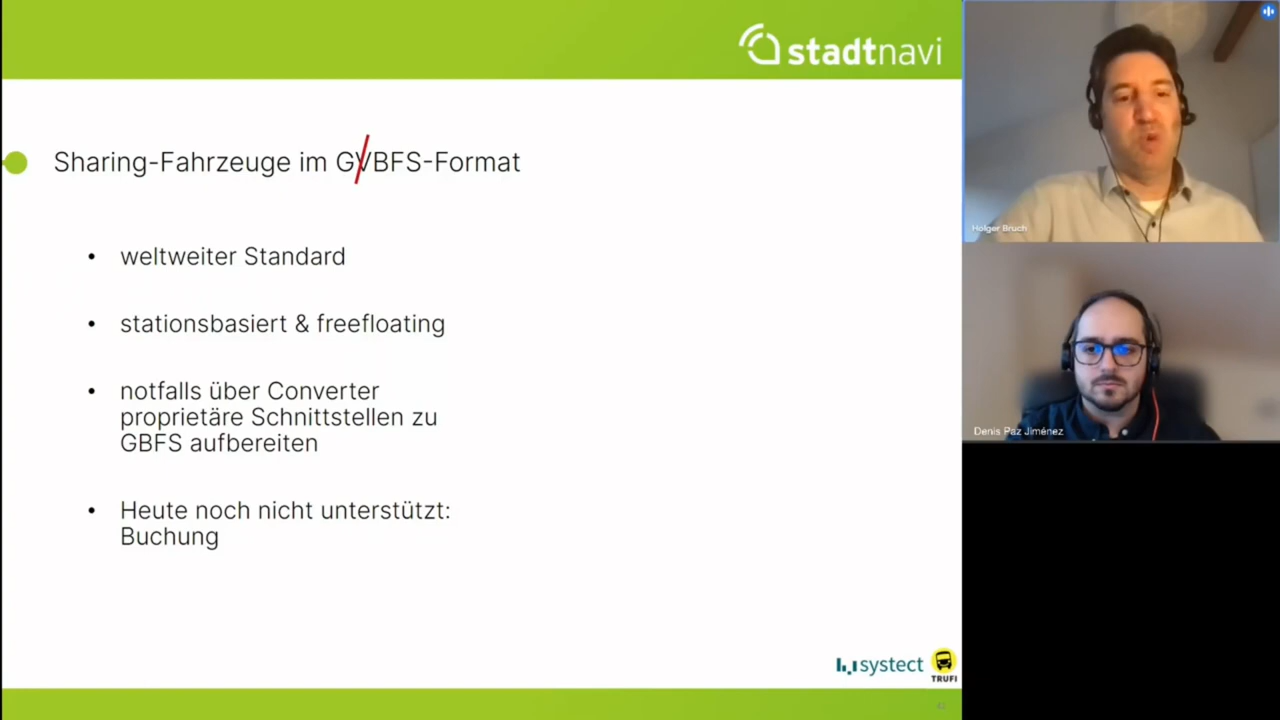 stadtnavi
Sharing-Fahrzeuge im GVBFS-Format
• weltweiter Standard
• stationsbasiert & freefloating
• notfalls über Converter
proprietäre Schnittstellen zu
GBFS aufbereiten
• Heute noch nicht unterstützt:
Buchung
systect
TRUFI
Holger Bruch
Denis Paz Jiménez